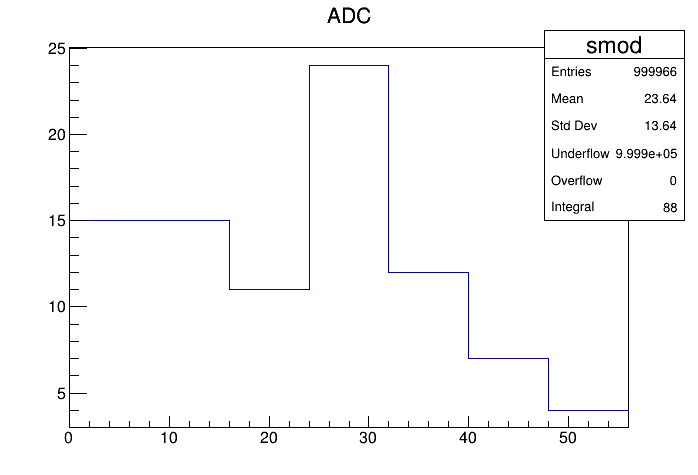 ADC
smod
Entries 999966
Mean 23.64
Std Dev 13.64
Underflow 9.999e+05
Overflow 0
Integral 88
25
20
15
10
5
0 10 20 30 40 50